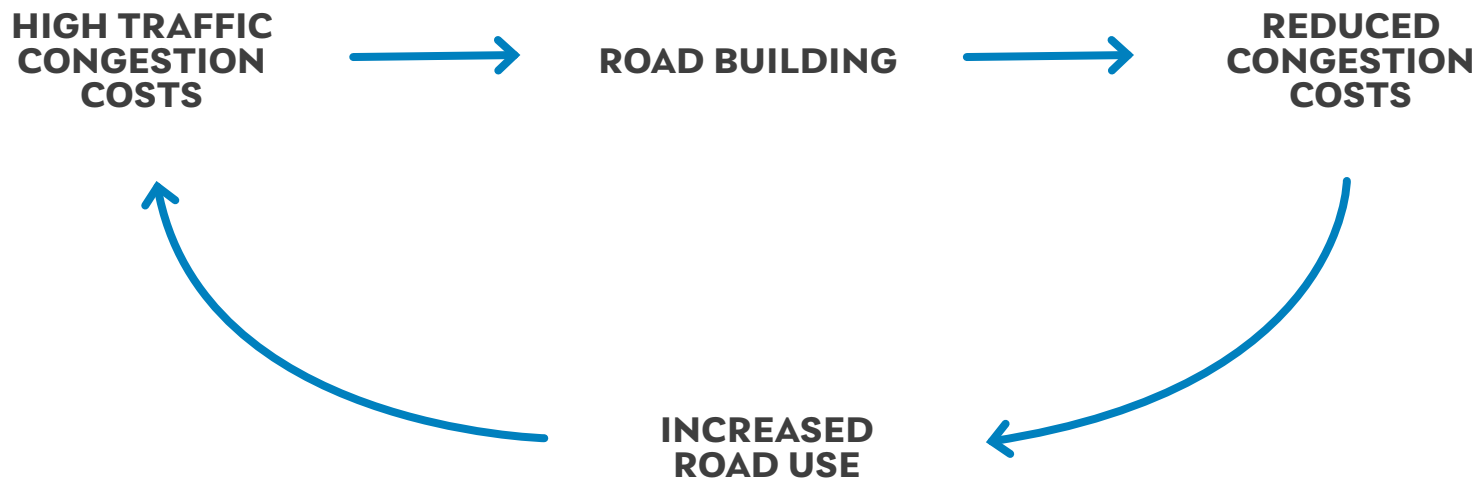 HIGH TRAFFIC
CONGESTION
COSTS
ROAD BUILDING
REDUCED
CONGESTION
COSTS
INCREASED
ROAD USE